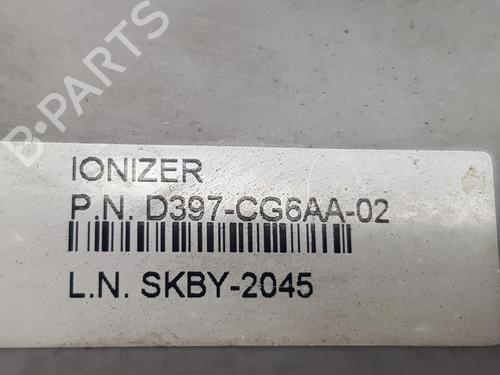 B-PARTS
IONIZER
P.N. D397-CG6AA-02
L.N. SKBY-2045